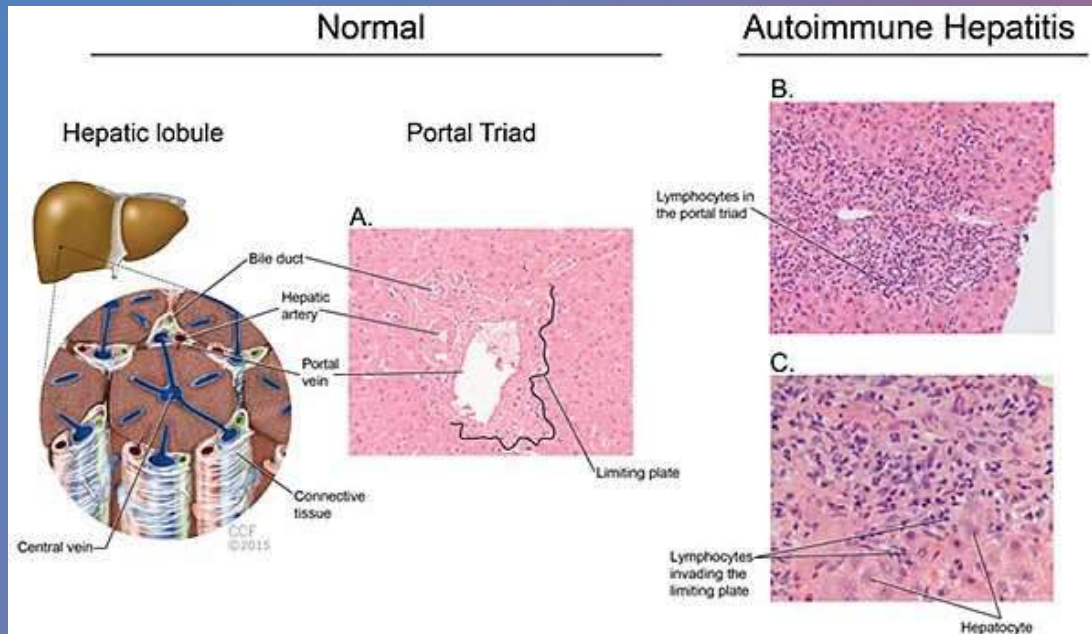 Normal
Autoimmune Hepatitis
Hepatic lobule
Portal Triad
A.
Bile duct
Hepatic
artery
Portal
vein
Limiting plate
Connective
tissue
CCF
©2015
Central vein
B.
Lymphocytes in
the portal triad
C.
Lymphocytes
invading the
limiting plate
Hepatocyte